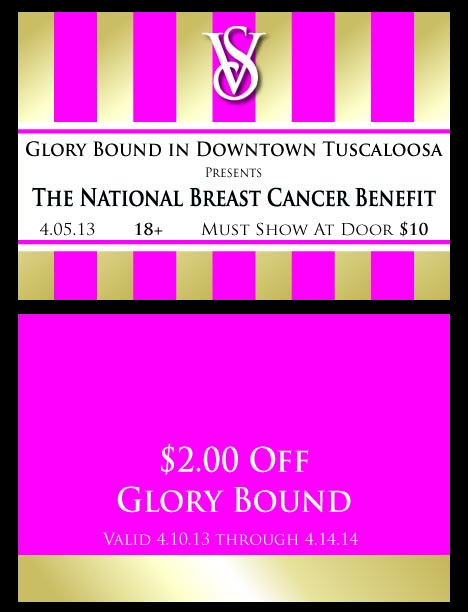 VS
Glory Bound in Downtown Tuscaloosa
Presents
The National Breast Cancer Benefit
4.05.13 18+ Must Show At Door $10
$2.00 Off
Glory Bound
Valid 4.10.13 through 4.14.14